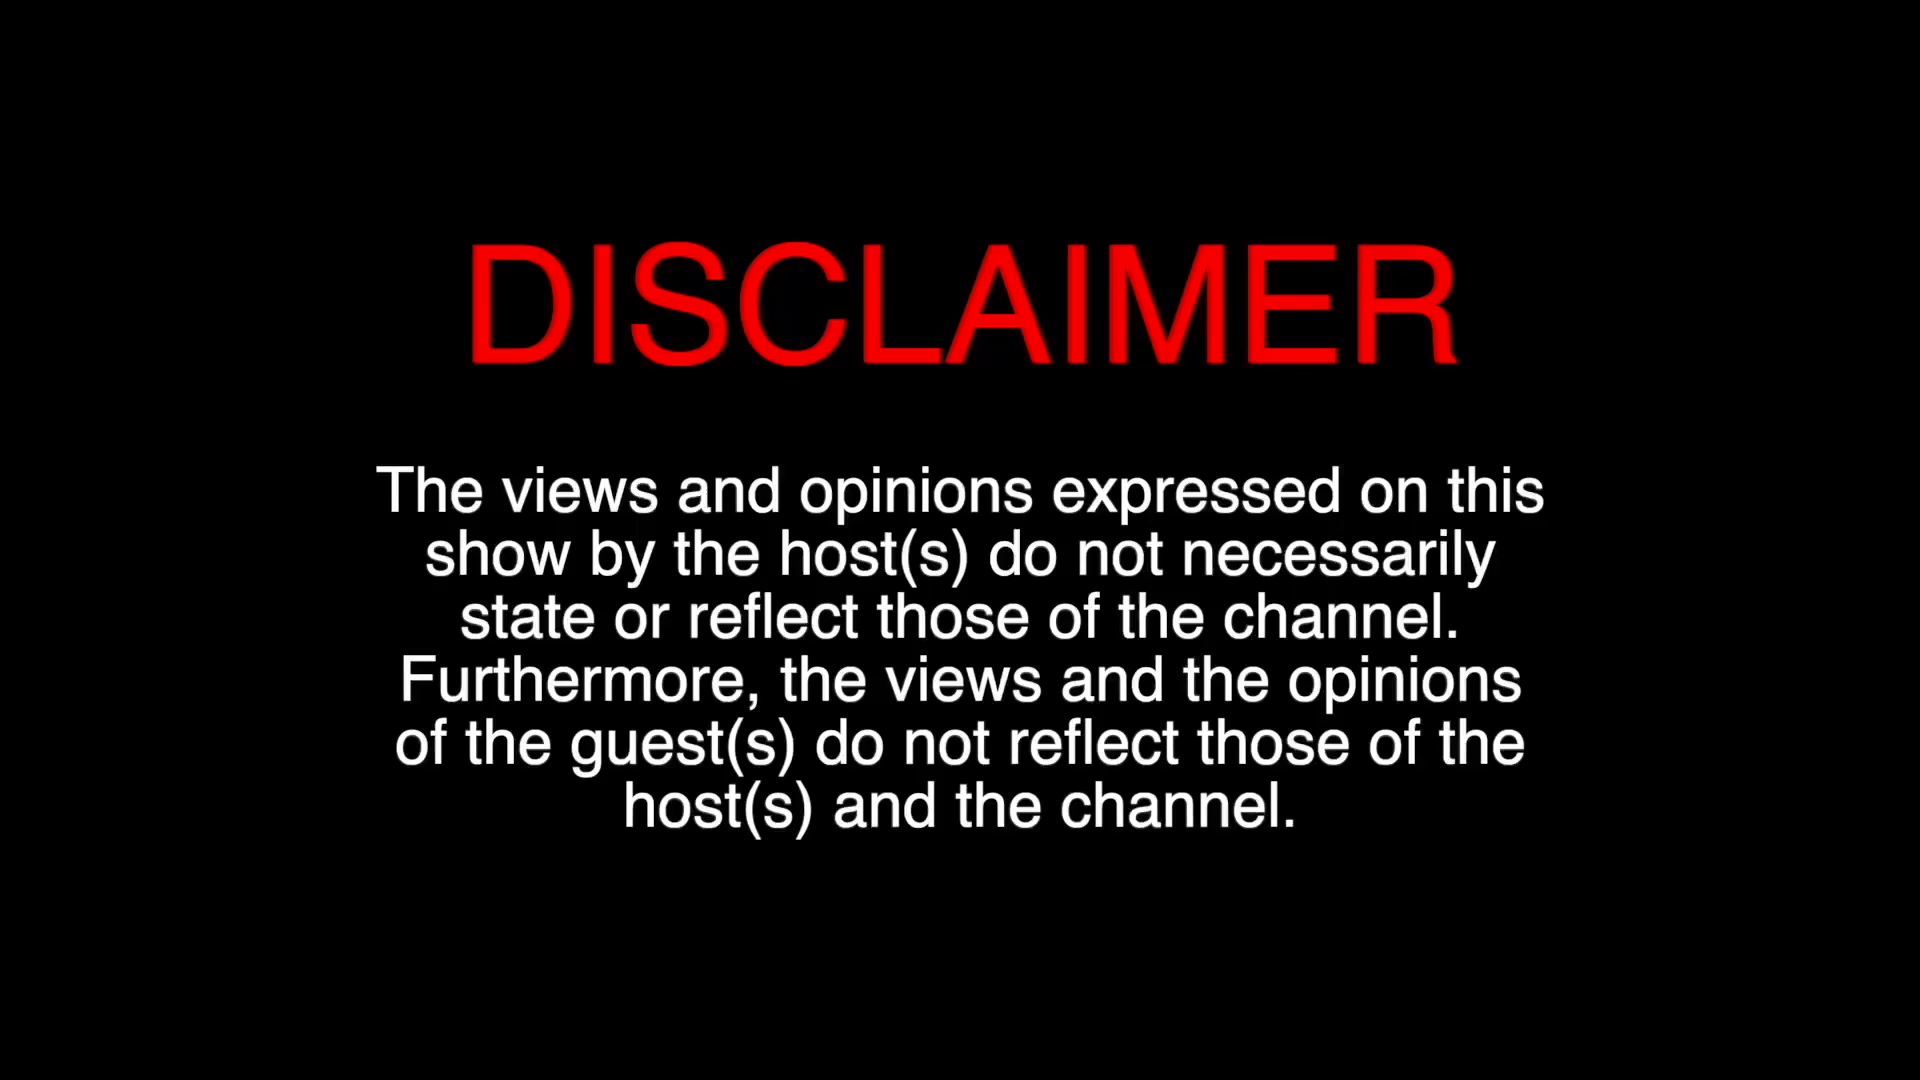 DISCLAIMER
The views and opinions expressed on this
show by the host(s) do not necessarily
state or reflect those of the channel.
Furthermore, the views and the opinions
of the guest(s) do not reflect those of the
host(s) and the channel.